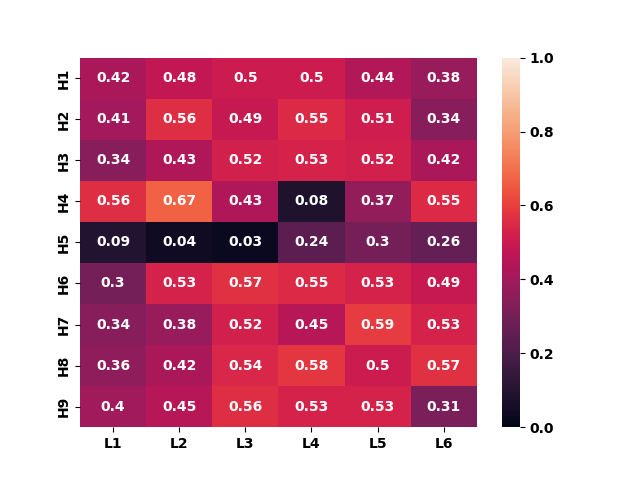 H1 0.42 0.48 0.5 0.5 0.44 0.38
H2 0.41 0.56 0.49 0.55 0.51 0.34
H3 0.34 0.43 0.52 0.53 0.52 0.42
H4 0.56 0.67 0.43 0.08 0.37 0.55
H5 0.09 0.04 0.03 0.24 0.3 0.26
H6 0.3 0.53 0.57 0.55 0.53 0.49
H7 0.34 0.38 0.52 0.45 0.59 0.53
H8 0.36 0.42 0.54 0.58 0.5 0.57
H9 0.4 0.45 0.56 0.53 0.53 0.31
L1 L2 L3 L4 L5 L6
1.0
0.8
0.6
0.4
0.2
0.0